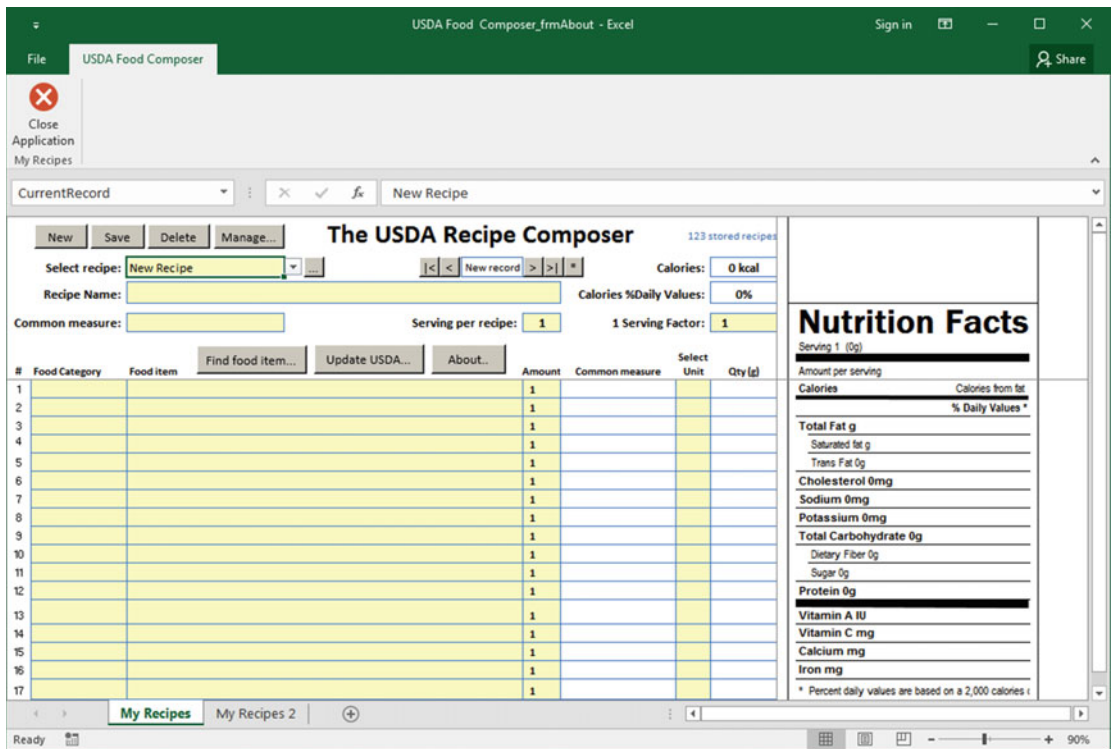 USDA Food Composer_frmAbout - Excel Sign in
File USDA Food Composer Share
Close
Application
My Recipes
CurrentRecord fx New Recipe
New Save Delete Manage... The USDA Recipe Composer 123 stored recipes
Select recipe: New Recipe ... |< < New record > >| * Calories: 0 kcal
Recipe Name: Calories %Daily Values: 0%
Common measure: Serving per recipe: 1 1 Serving Factor: 1
Find food item... Update USDA... About..
# Food Category Food item Amount Common measure Select Unit Qty (g)
1 1
2 1
3 1
4 1
5 1
6 1
7 1
8 1
9 1
10 1
11 1
12 1
13 1
14 1
15 1
16 1
17 1
Nutrition Facts
Serving 1 (0g)
Amount per serving
Calories Calories from fat
% Daily Values *
Total Fat g
Saturated fat g
Trans Fat 0g
Cholesterol 0mg
Sodium 0mg
Potassium 0mg
Total Carbohydrate 0g
Dietary Fiber 0g
Sugar 0g
Protein 0g
Vitamin A IU
Vitamin C mg
Calcium mg
Iron mg
* Percent daily values are based on a 2,000 calories
My Recipes My Recipes 2
Ready 90%